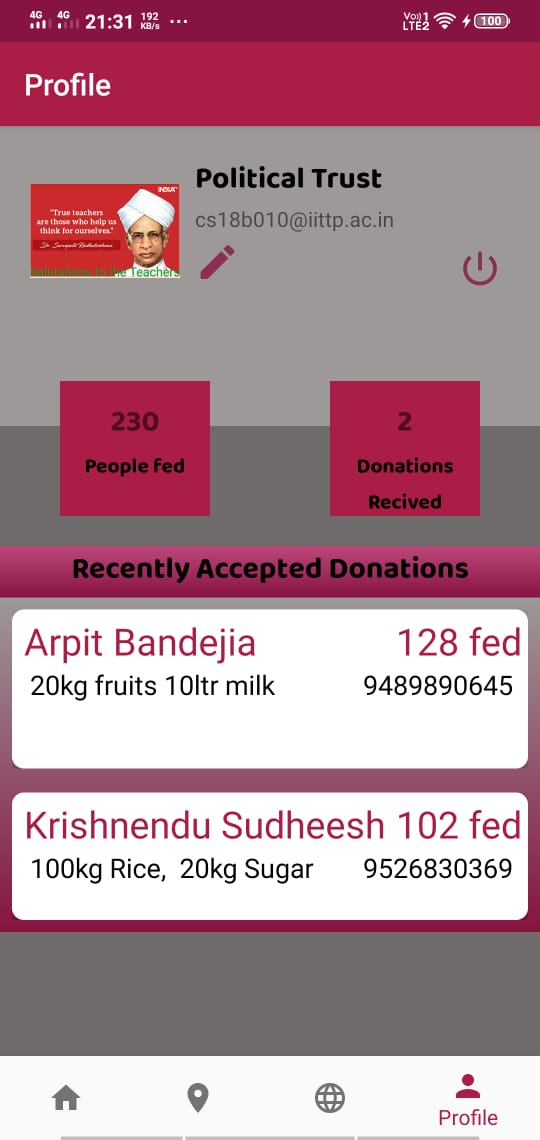 4G 4G 21:31 192 KB/s ... Vo)) 1 LTE2 100
Profile
Political Trust
cs18b010@iittp.ac.in
INDIA
"True teachers
are those who help us
think for ourselves."
Dr. Sarvepalli Radhakrishnan
Salutations to the Teachers
230
People fed
2
Donations
Recived
Recently Accepted Donations
Arpit Bandejia 128 fed
20kg fruits 10ltr milk 9489890645
Krishnendu Sudheesh 102 fed
100kg Rice,  20kg Sugar 9526830369
Profile